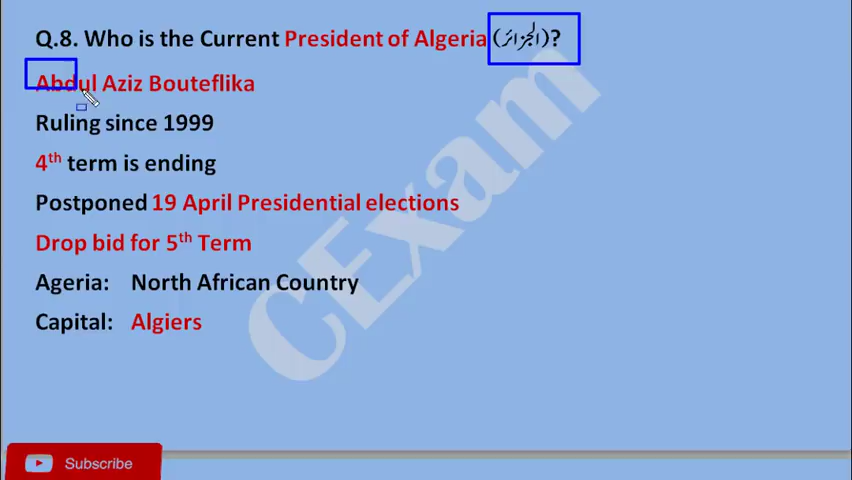 Q.8. Who is the Current President of Algeria (الجزائر)?
Abdul Aziz Bouteflika
Ruling since 1999
4th term is ending
Postponed 19 April Presidential elections
Drop bid for 5th Term
Ageria: North African Country
Capital: Algiers
CExam
Subscribe